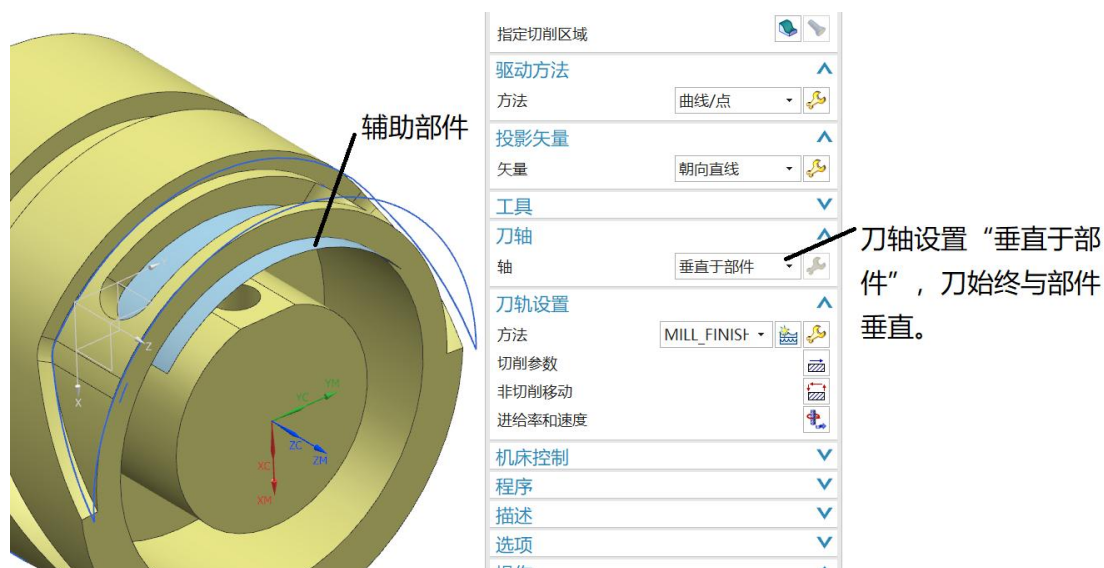 辅助部件
指定切削区域
驱动方法
方法
曲线/点
投影矢量
矢量
朝向直线
工具
刀轴
轴
垂直于部件
刀轨设置
方法
MILL_FINISH
切削参数
非切削移动
进给率和速度
机床控制
程序
描述
选项
刀轴设置“垂直于部
件”，刀始终与部件
垂直。
YM
YC
ZC
ZM
XC
XM
Z
X